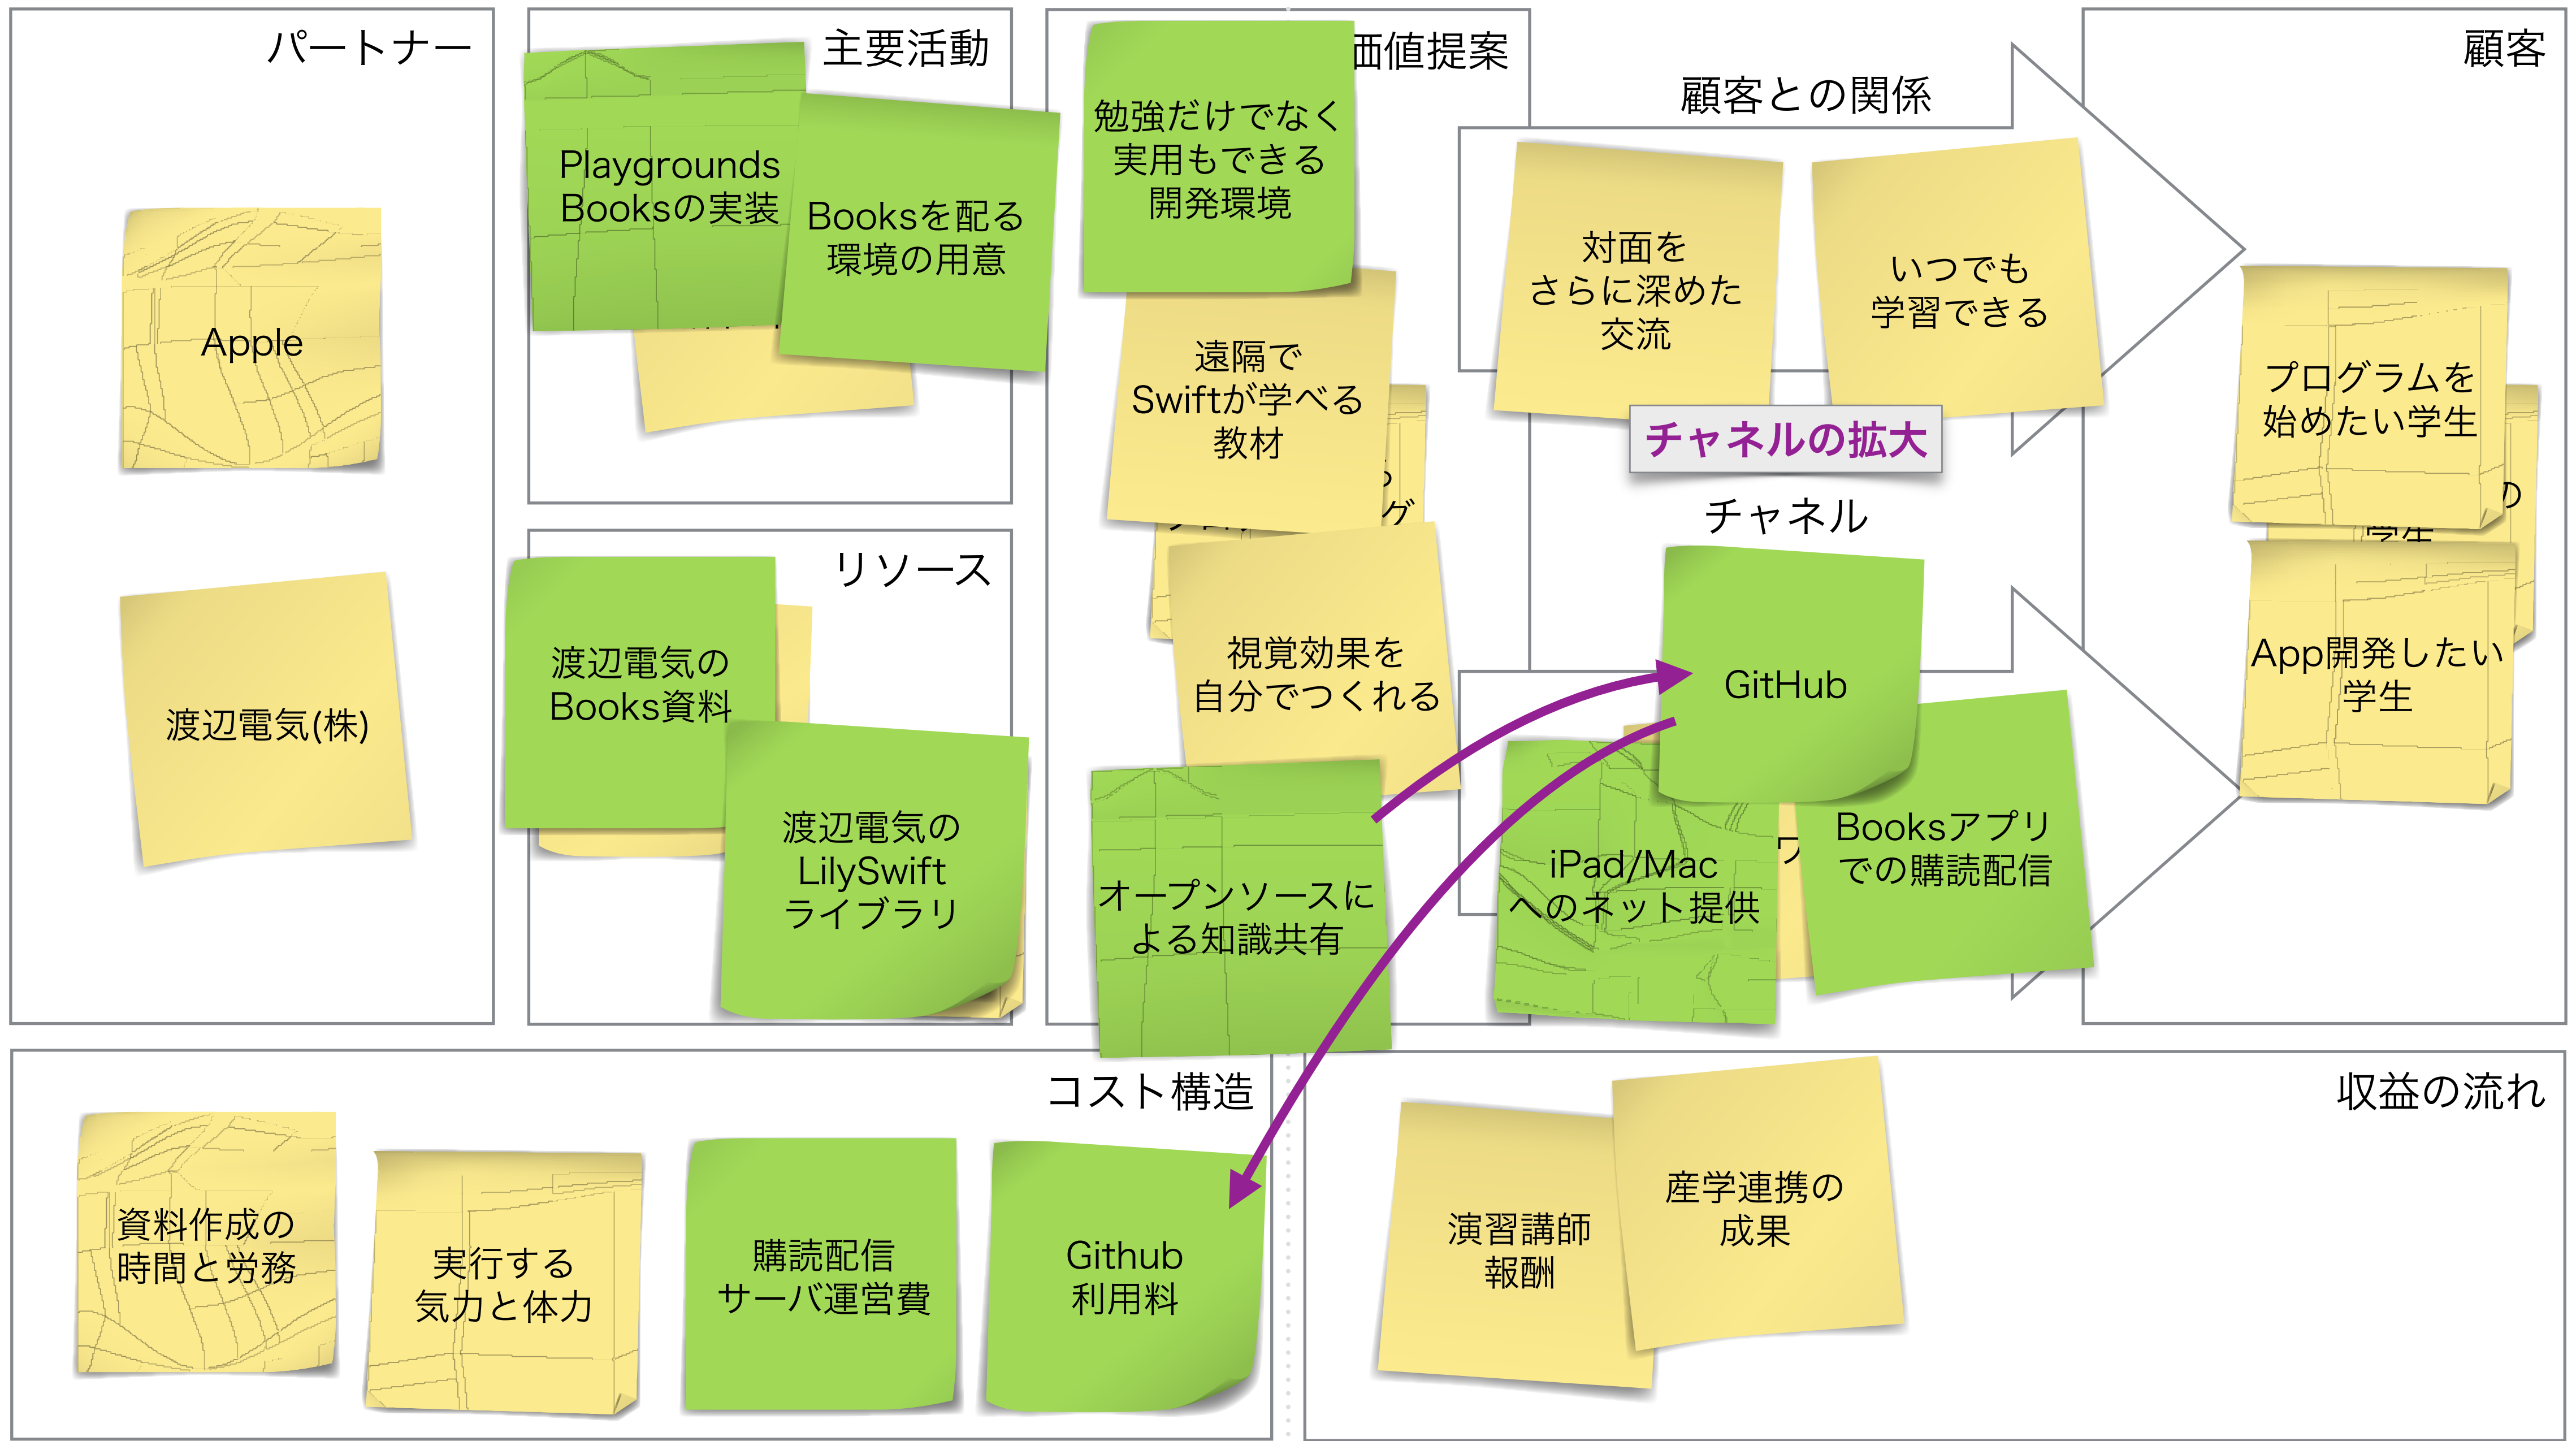 パートナー
Apple
渡辺電気(株)
主要活動
Playgrounds
Booksの実装
Booksを配る
環境の用意
リソース
渡辺電気の
Books資料
渡辺電気の
LilySwift
ライブラリ
価値提案
勉強だけでなく
実用もできる
開発環境
遠隔で
Swiftが学べる
教材
視覚効果を
自分でつくれる
オープンソースに
よる知識共有
顧客との関係
対面を
さらに深めた
交流
いつでも
学習できる
チャネルの拡大
チャネル
GitHub
iPad/Mac
へのネット提供
Booksアプリ
での購読配信
顧客
プログラムを
始めたい学生
の
学生
App開発したい
学生
コスト構造
資料作成の
時間と労務
実行する
気力と体力
購読配信
サーバ運営費
Github
利用料
収益の流れ
演習講師
報酬
産学連携の
成果